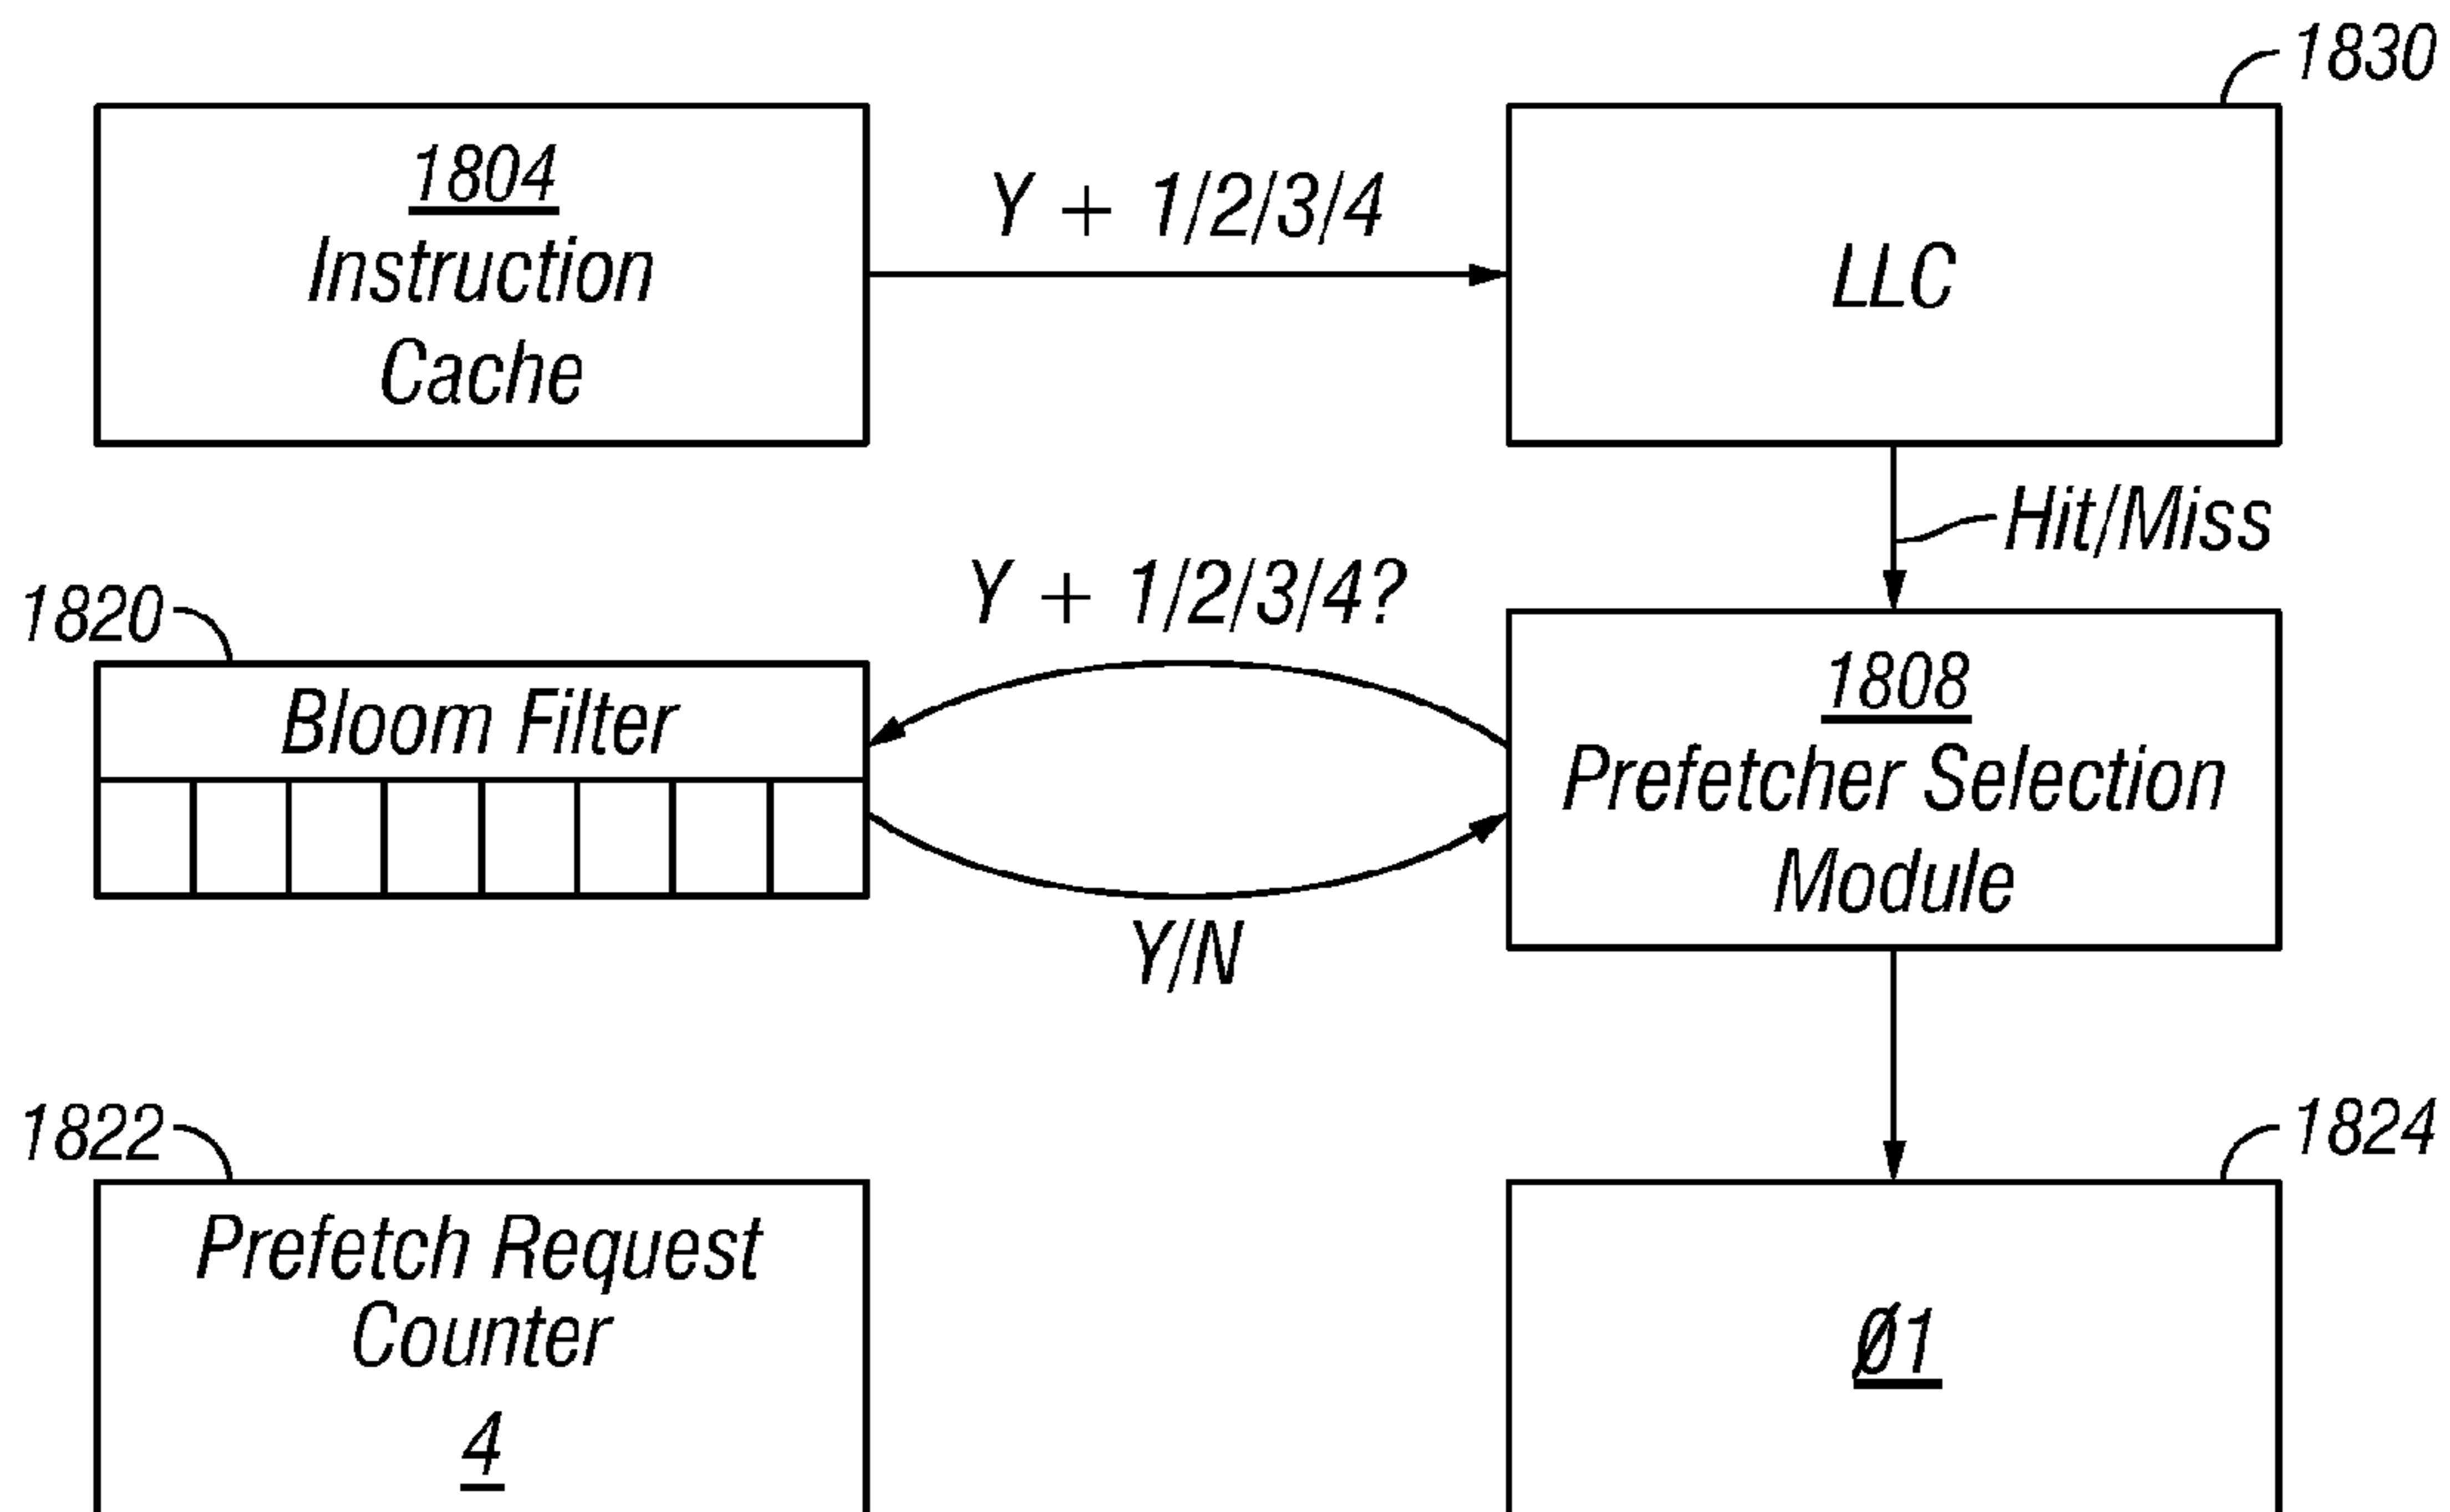 1830
1804
Instruction
Cache
Y + 1/2/3/4
LLC
Hit/Miss
1820
Bloom Filter
Y + 1/2/3/4?
Y/N
1808
Prefetcher Selection
Module
1822
Prefetch Request
Counter
4
1824
01